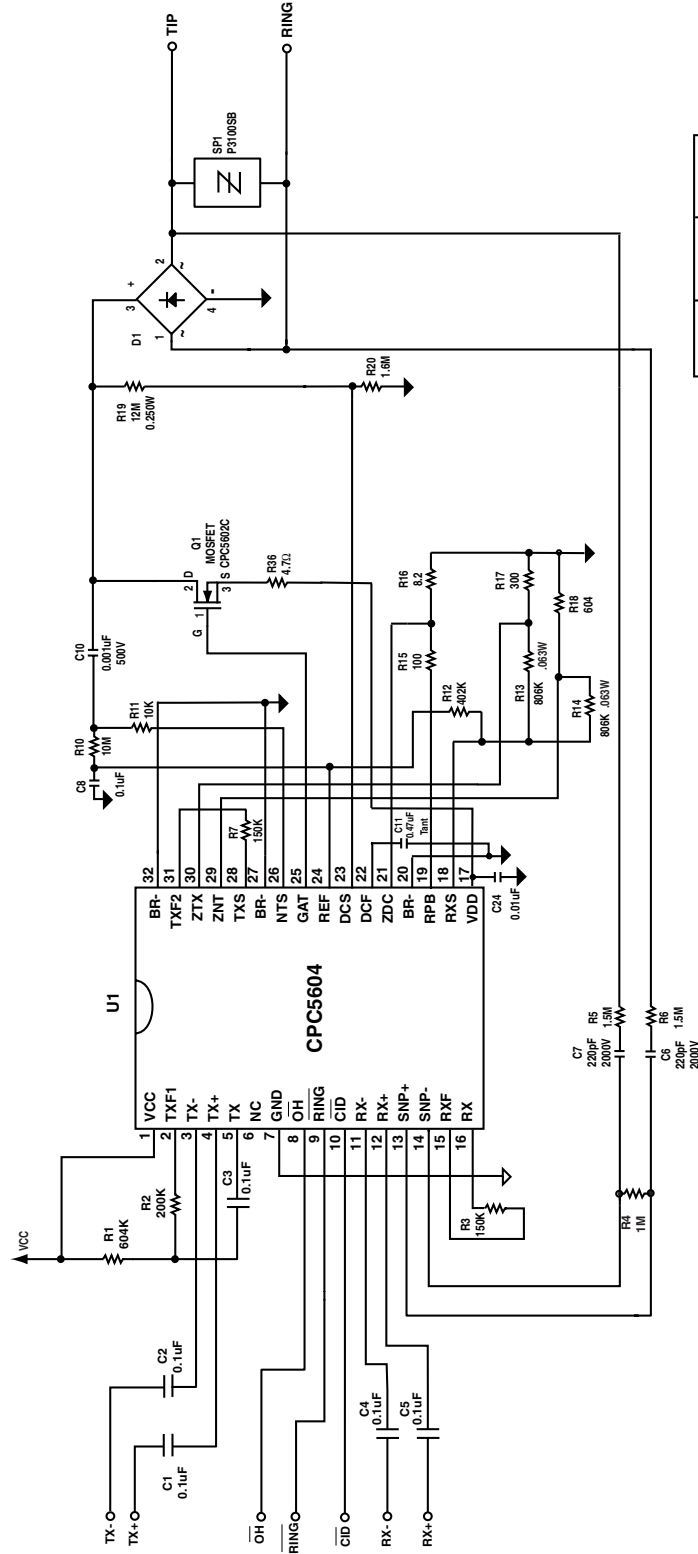 TIP
RING
SP1
P3100SB
2
~
+
3
-
4
D1
1
~
R20
1.6M
R19
12M
0.250W
Q1
MOSFET
CPC5602C
D
2
S
3
G
1
R36
4.7Ω
C10
0.001uF
500V
R16
8.2
R17
300
R18
604
R15
100
R13
806K
.063W
R14
806K .063W
R12
402K
R11
10K
R10
10M
C8
0.1uF
R7
150K
C11
0.47uF
Tant
C24
0.01uF
32
31
30
29
28
27
26
25
24
23
22
21
20
19
18
17
BR-
TXF2
ZTX
ZNT
TXS
BR-
NTS
GAT
REF
DCS
DCF
ZDC
BR-
RPB
RXS
VDD
U1
CPC5604
VCC
TXF1
TX-
TX+
TX
NC
GND
OH
RING
CID
RX-
RX+
SNP+
SNP-
RXF
RX
1
2
3
4
5
6
7
8
9
10
11
12
13
14
15
16
R5
1.5M
C7
220pF
2000V
R6
1.5M
C6
220pF
2000V
R4
1M
R3
150K
C3
0.1uF
R2
200K
R1
604K
VCC
C2
0.1uF
C1
0.1uF
C4
0.1uF
C5
0.1uF
TX-
TX+
OH
RING
CID
RX-
RX+